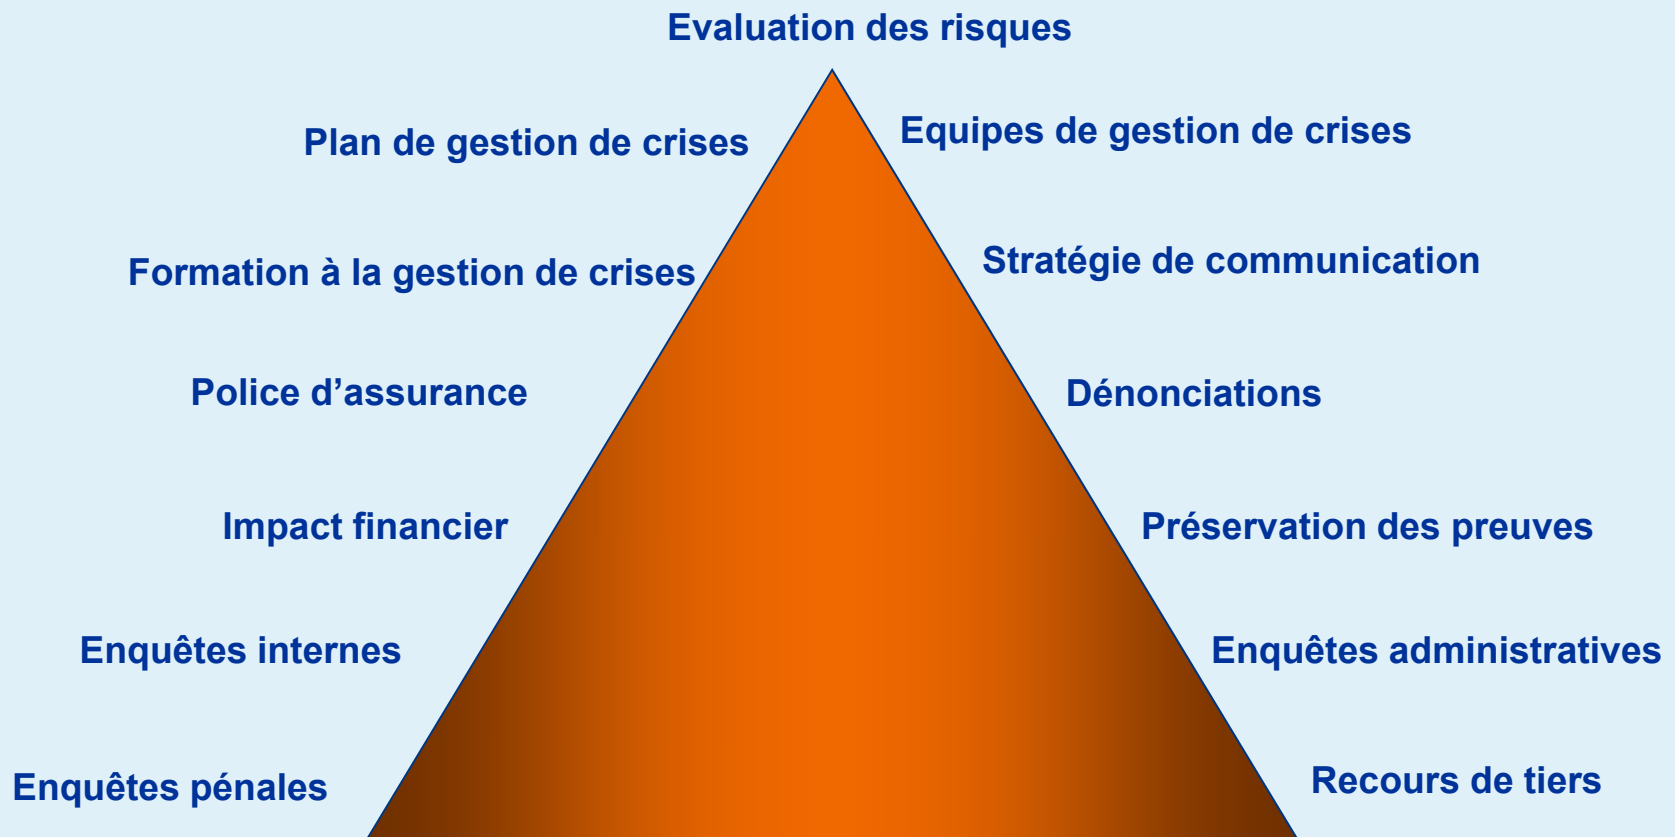 Evaluation des risques
Plan de gestion de crises
Equipes de gestion de crises
Formation à la gestion de crises
Stratégie de communication
Police d’assurance
Dénonciations
Impact financier
Préservation des preuves
Enquêtes internes
Enquêtes administratives
Enquêtes pénales
Recours de tiers